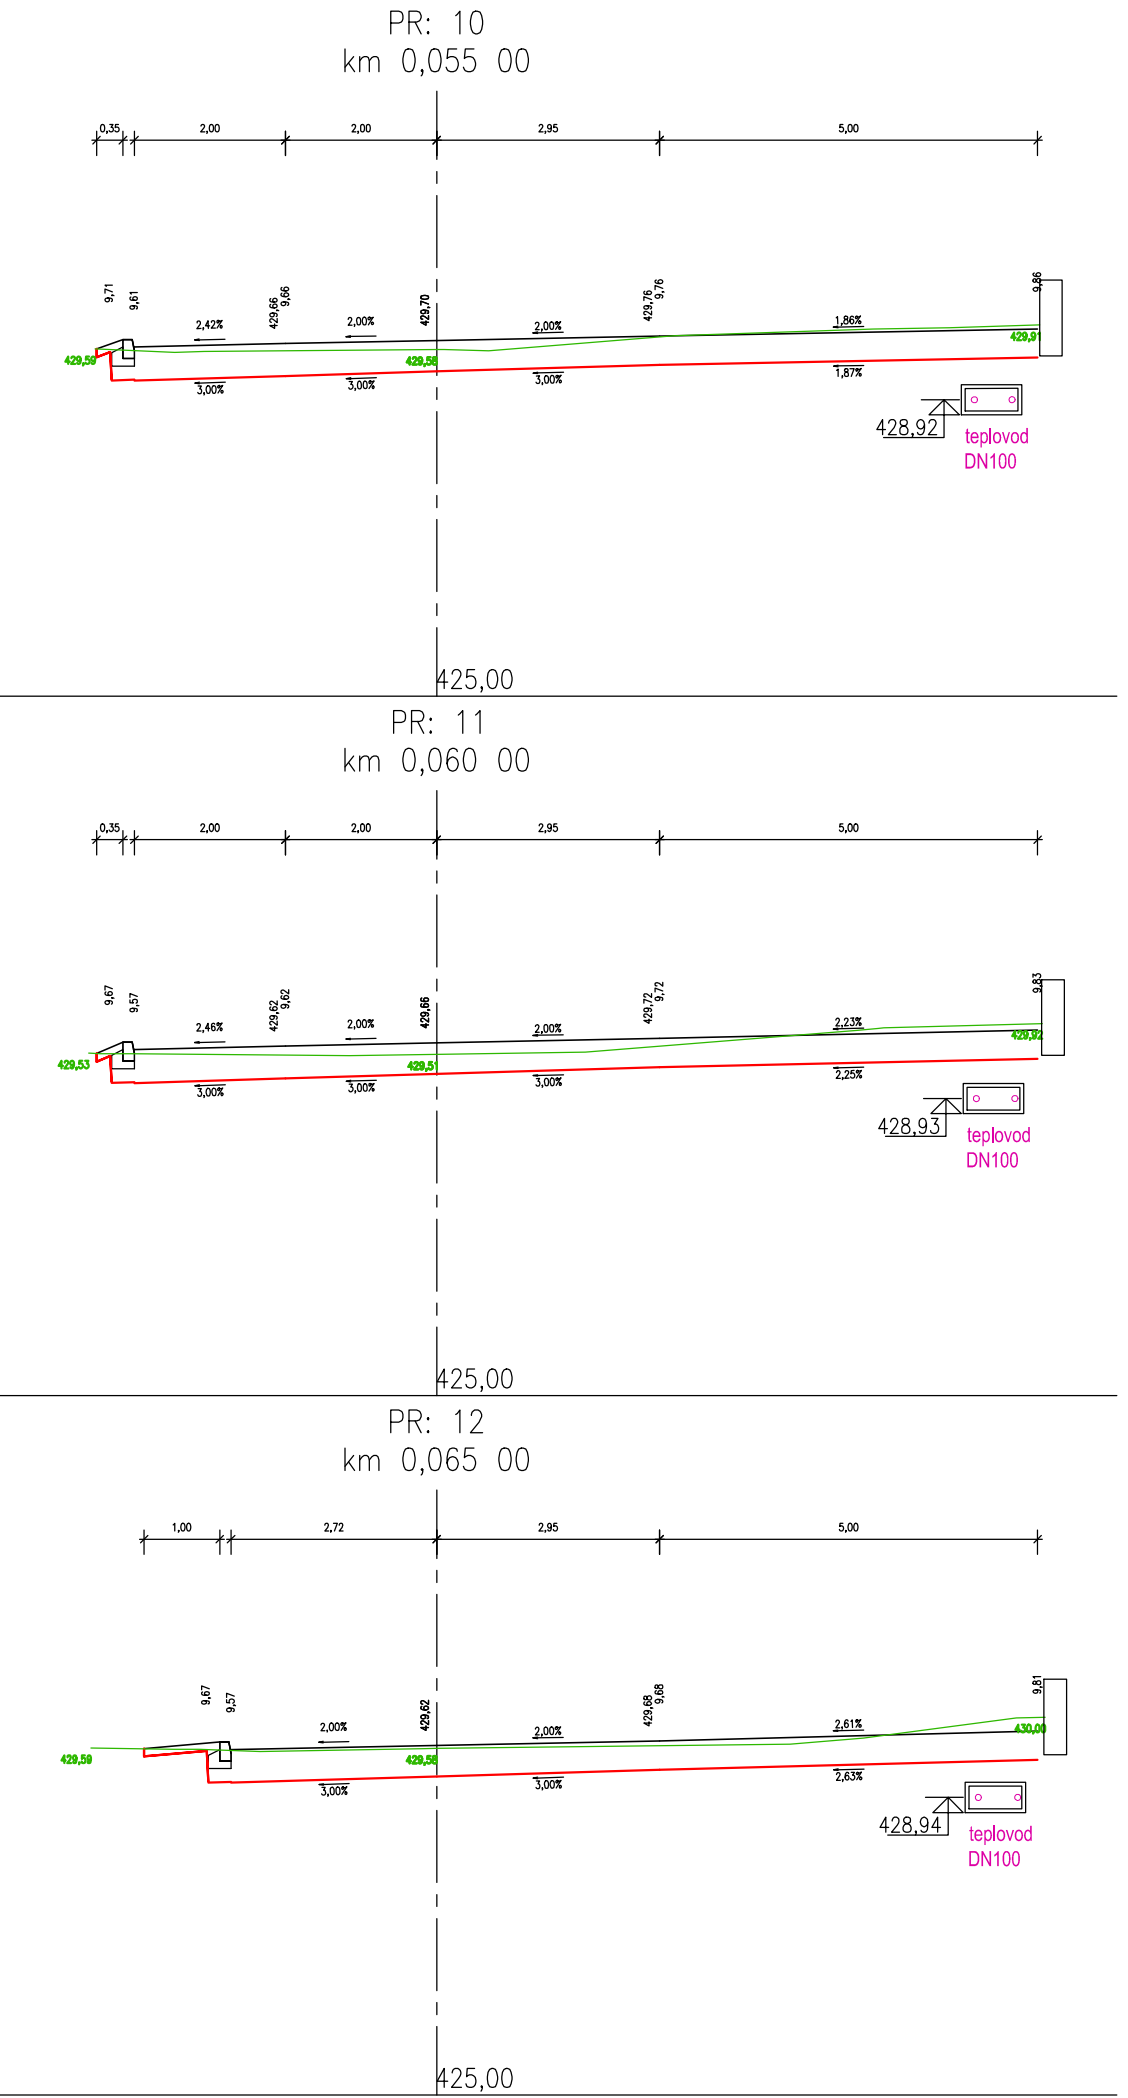 PR: 10
km 0,055 00
0,35 2,00 2,00 2,95 5,00
9,71 9,61 429,66 9,66 429,70 429,76 9,76 9,86
2,42% 2,00% 2,00% 1,86%
429,59 429,91
3,00% 3,00% 3,00% 1,87%
428,92
teplovod
DN100
425,00
PR: 11
km 0,060 00
0,35 2,00 2,00 2,95 5,00
9,67 9,57 429,62 9,62 429,66 429,72 9,72 9,83
2,46% 2,00% 2,00% 2,23%
429,53 429,51 429,92
3,00% 3,00% 3,00% 2,25%
428,93
teplovod
DN100
425,00
PR: 12
km 0,065 00
1,00 2,72 2,95 5,00
9,67 9,57 429,62 429,68 9,68 9,81
2,00% 2,00% 2,61%
429,59 430,00
3,00% 3,00% 2,63%
428,94
teplovod
DN100
425,00